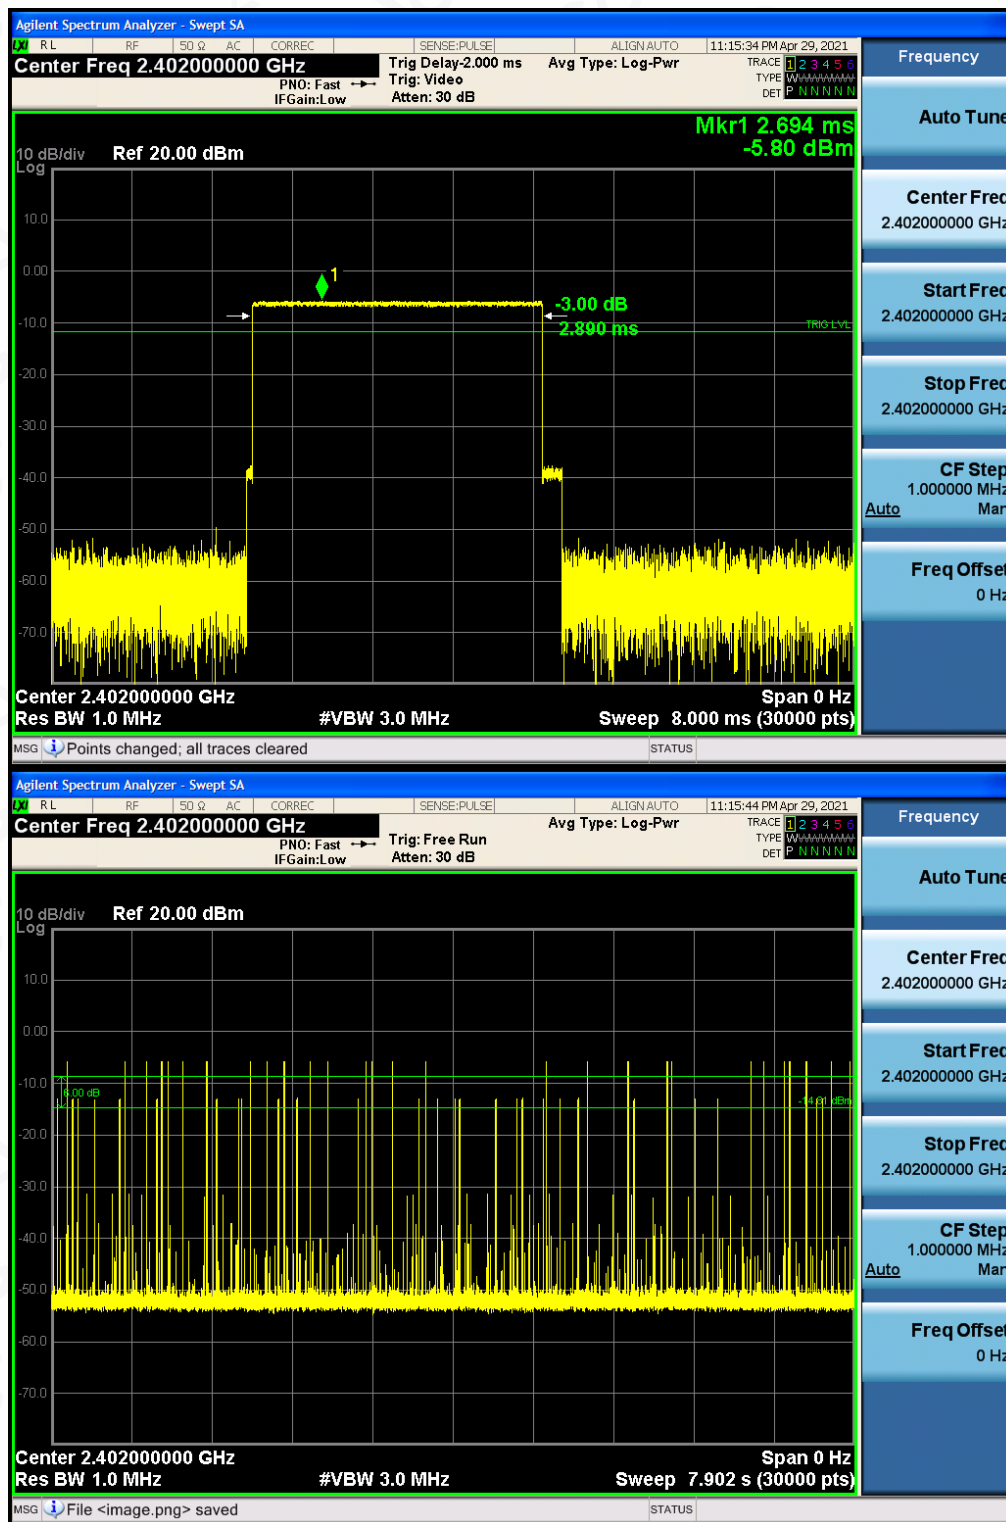 Agilent Spectrum Analyzer - Swept SA
LXI RL RF 50 Ω AC CORREC SENSE:PULSE ALIGN AUTO 11:15:34 PM Apr 29, 2021
Center Freq 2.402000000 GHz
PNO: Fast
IFGain:Low
Trig Delay-2.000 ms
Trig: Video
Atten: 30 dB
Avg Type: Log-Pwr
TRACE 1 2 3 4 5 6
TYPE WWWWWW
DET P N N N N N
Mkr1 2.694 ms
-5.80 dBm
10 dB/div Ref 20.00 dBm
Log
10.0
0.00
-10.0
-20.0
-30.0
-40.0
-50.0
-60.0
-70.0
1
-3.00 dB
2.890 ms
TRIG LVL
Center 2.402000000 GHz Span 0 Hz
Res BW 1.0 MHz #VBW 3.0 MHz Sweep 8.000 ms (30000 pts)
MSG Points changed; all traces cleared STATUS
Frequency
Auto Tune
Center Freq
2.402000000 GHz
Start Freq
2.402000000 GHz
Stop Freq
2.402000000 GHz
CF Step
1.000000 MHz
Auto Man
Freq Offset
0 Hz
Agilent Spectrum Analyzer - Swept SA
LXI RL RF 50 Ω AC CORREC SENSE:PULSE ALIGN AUTO 11:15:44 PM Apr 29, 2021
Center Freq 2.402000000 GHz
PNO: Fast
IFGain:Low
Trig: Free Run
Atten: 30 dB
Avg Type: Log-Pwr
TRACE 1 2 3 4 5 6
TYPE WWWWWW
DET P N N N N N
10 dB/div Ref 20.00 dBm
Log
10.0
0.00
-10.0
-20.0
-30.0
-40.0
-50.0
-60.0
-70.0
6.00 dB
-14.61 dBm
Center 2.402000000 GHz Span 0 Hz
Res BW 1.0 MHz #VBW 3.0 MHz Sweep 7.902 s (30000 pts)
MSG File <image.png> saved STATUS
Frequency
Auto Tune
Center Freq
2.402000000 GHz
Start Freq
2.402000000 GHz
Stop Freq
2.402000000 GHz
CF Step
1.000000 MHz
Auto Man
Freq Offset
0 Hz